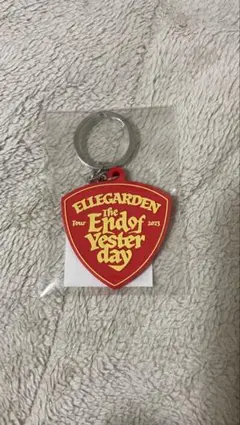 ELLEGARDEN
The
Tour End of 2023
Yester
day